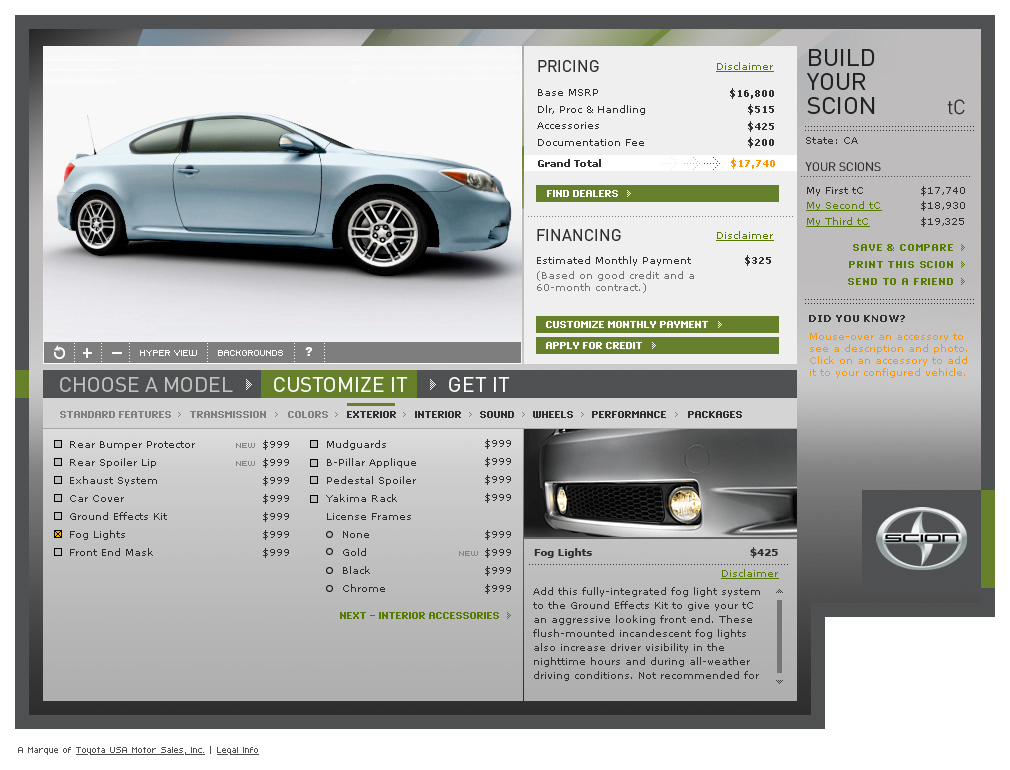 PRICING Disclaimer
Base MSRP $16,800
Dlr, Proc & Handling $515
Accessories $425
Documentation Fee $200
Grand Total $17,740
FIND DEALERS
FINANCING Disclaimer
Estimated Monthly Payment $325
(Based on good credit and a
60-month contract.)
CUSTOMIZE MONTHLY PAYMENT
APPLY FOR CREDIT
BUILD
YOUR
SCION tC
State: CA
YOUR SCIONS
My First tC $17,740
My Second tC $18,930
My Third tC $19,325
SAVE & COMPARE
PRINT THIS SCION
SEND TO A FRIEND
DID YOU KNOW?
Mouse-over an accessory to
see a description and photo.
Click on an accessory to add
it to your configured vehicle.
HYPER VIEW BACKGROUNDS ?
CHOOSE A MODEL CUSTOMIZE IT GET IT
STANDARD FEATURES TRANSMISSION COLORS EXTERIOR INTERIOR SOUND WHEELS PERFORMANCE PACKAGES
Rear Bumper Protector NEW $999
Rear Spoiler Lip NEW $999
Exhaust System $999
Car Cover $999
Ground Effects Kit $999
Fog Lights $999
Front End Mask $999
Mudguards $999
B-Pillar Applique $999
Pedestal Spoiler $999
Yakima Rack $999
License Frames
None $999
Gold NEW $999
Black $999
Chrome $999
NEXT - INTERIOR ACCESSORIES
Fog Lights $425
Disclaimer
Add this fully-integrated fog light system
to the Ground Effects Kit to give your tC
an aggressive looking front end. These
flush-mounted incandescent fog lights
also increase driver visibility in the
nighttime hours and during all-weather
driving conditions. Not recommended for
SCION
A Marque of Toyota USA Motor Sales, Inc. | Legal Info